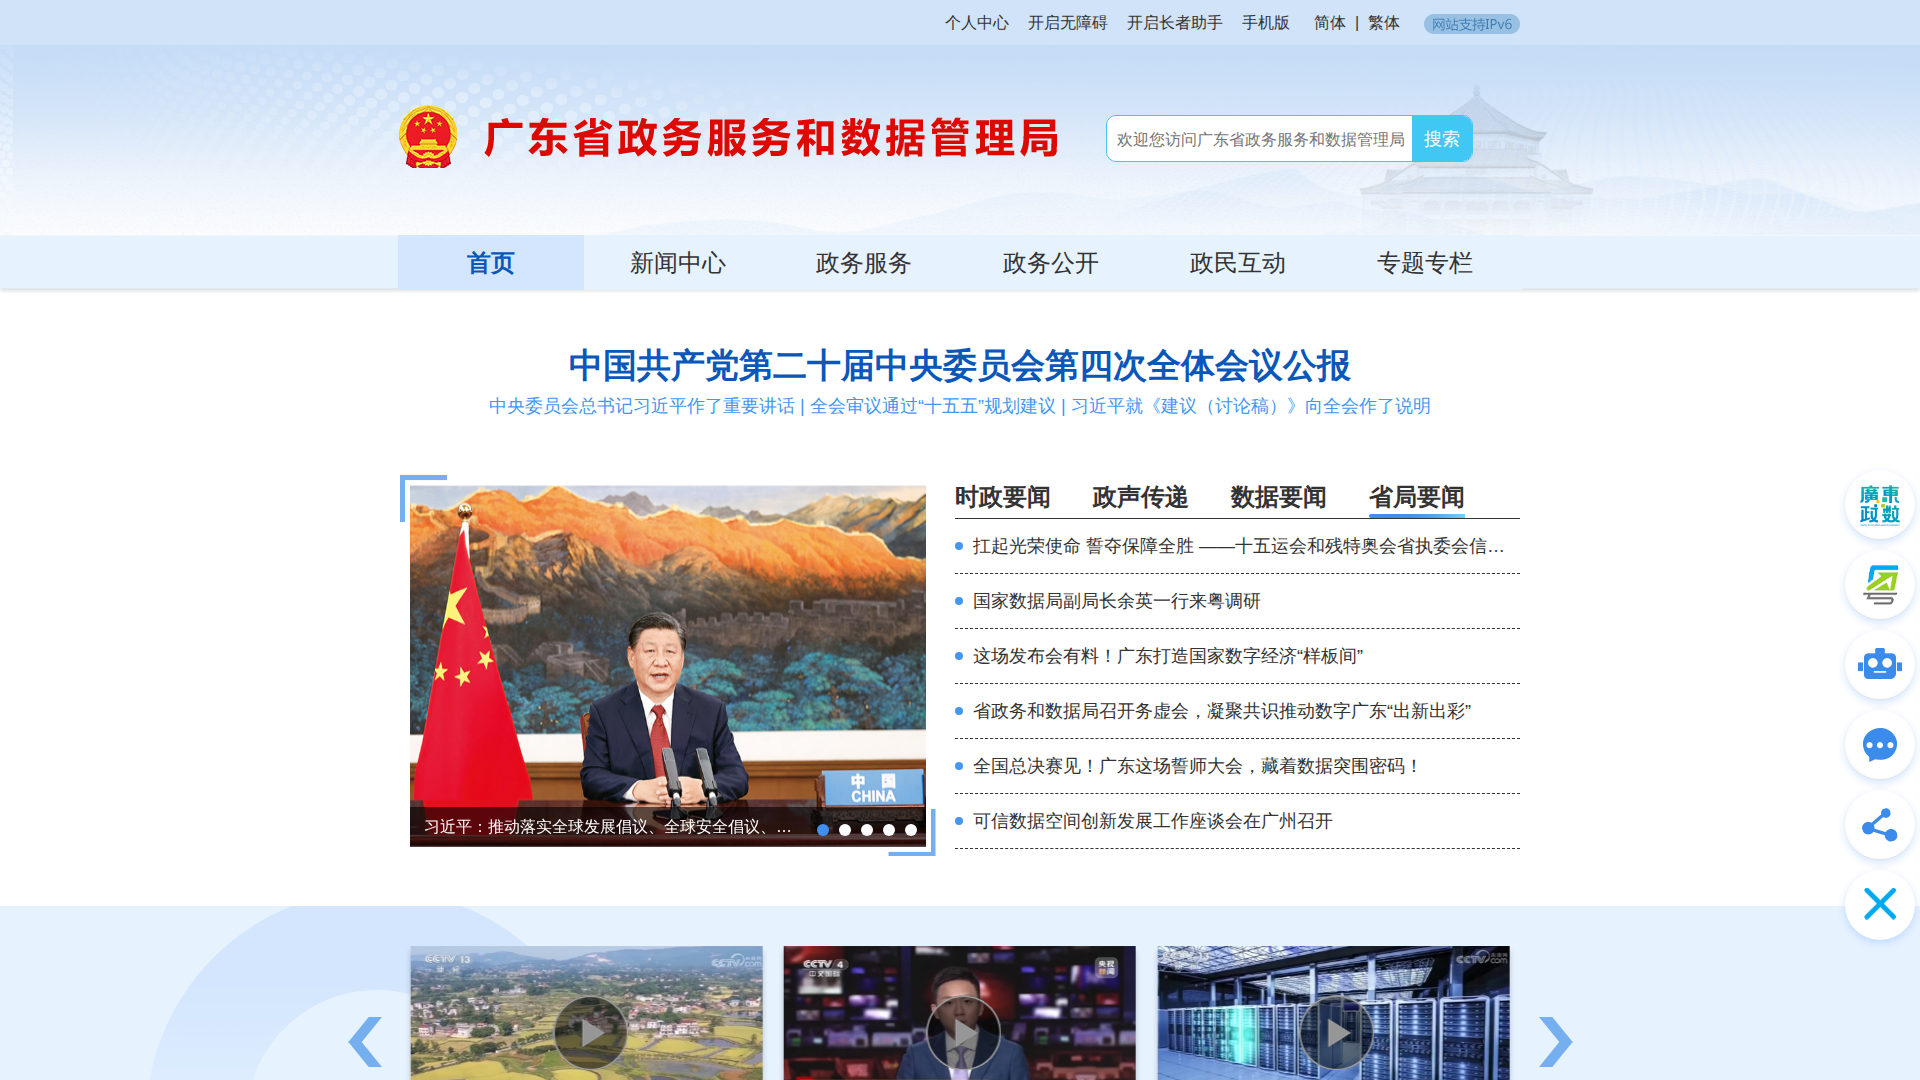 个人中心 开启无障碍 开启长者助手 手机版 简体 | 繁体 网站支持IPv6
广东省政务服务和数据管理局
欢迎您访问广东省政务服务和数据管理局 搜索
首页 新闻中心 政务服务 政务公开 政民互动 专题专栏
中国共产党第二十届中央委员会第四次全体会议公报
中央委员会总书记习近平作了重要讲话 | 全会审议通过“十五五”规划建议 | 习近平就《建议（讨论稿）》向全会作了说明
中国
CHINA
习近平：推动落实全球发展倡议、全球安全倡议、…
时政要闻 政声传递 数据要闻 省局要闻
扛起光荣使命 誓夺保障全胜 ——十五运会和残特奥会省执委会信…
国家数据局副局长余英一行来粤调研
这场发布会有料！广东打造国家数字经济“样板间”
省政务和数据局召开务虚会，凝聚共识推动数字广东“出新出彩”
全国总决赛见！广东这场誓师大会，藏着数据突围密码！
可信数据空间创新发展工作座谈会在广州召开
廣東
政数
CCTV 13
新闻
CCTV.com
CCTV 4
中文国际
央视
新闻
CCTV.com